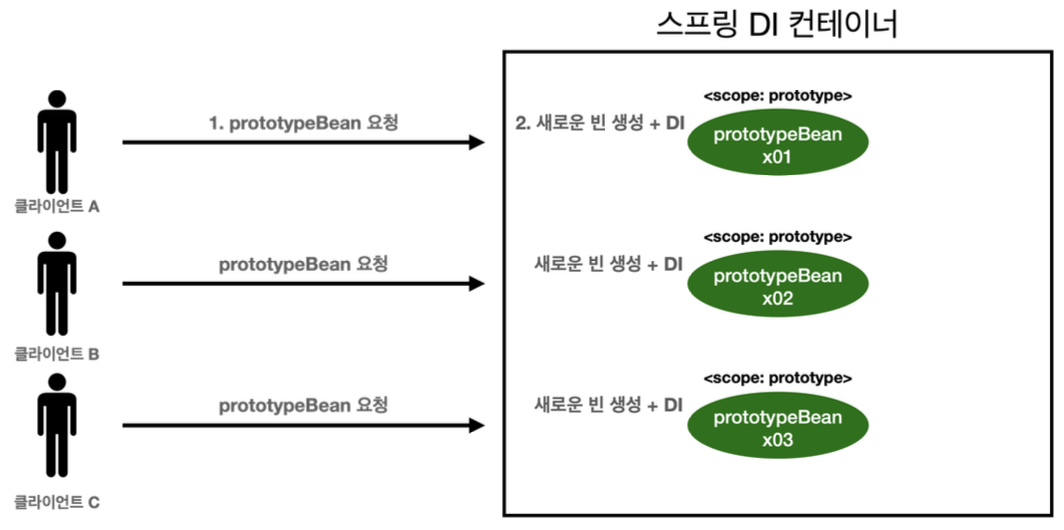 스프링 DI 컨테이너
<scope: prototype>
1. prototypeBean 요청
2. 새로운 빈 생성 + DI
prototypeBean
x01
클라이언트 A
<scope: prototype>
prototypeBean 요청
새로운 빈 생성 + DI
prototypeBean
x02
클라이언트 B
<scope: prototype>
prototypeBean 요청
새로운 빈 생성 + DI
prototypeBean
x03
클라이언트 C